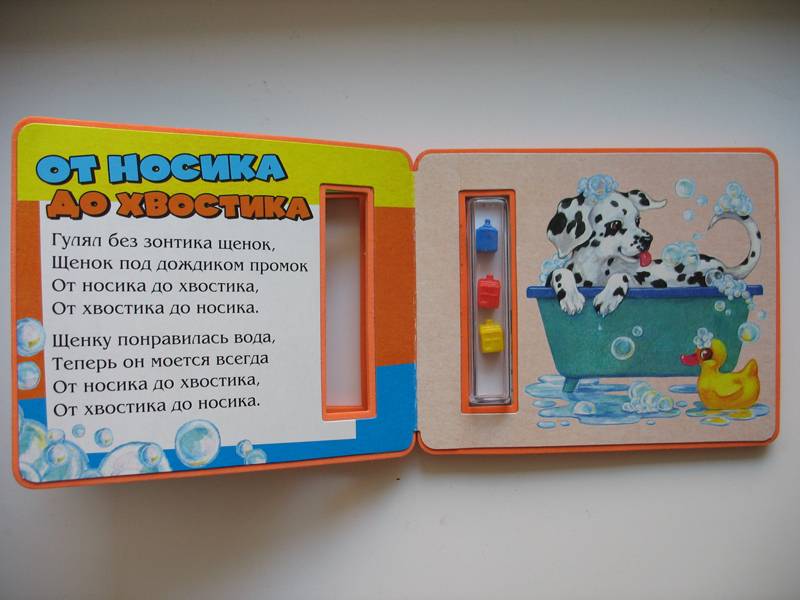 ОТ НОСИКА
ДО ХВОСТИКА
Гулял без зонтика щенок,
Щенок под дождиком промок
От носика до хвостика,
От хвостика до носика.
Щенку понравилась вода,
Теперь он моется всегда
От носика до хвостика,
От хвостика до носика.